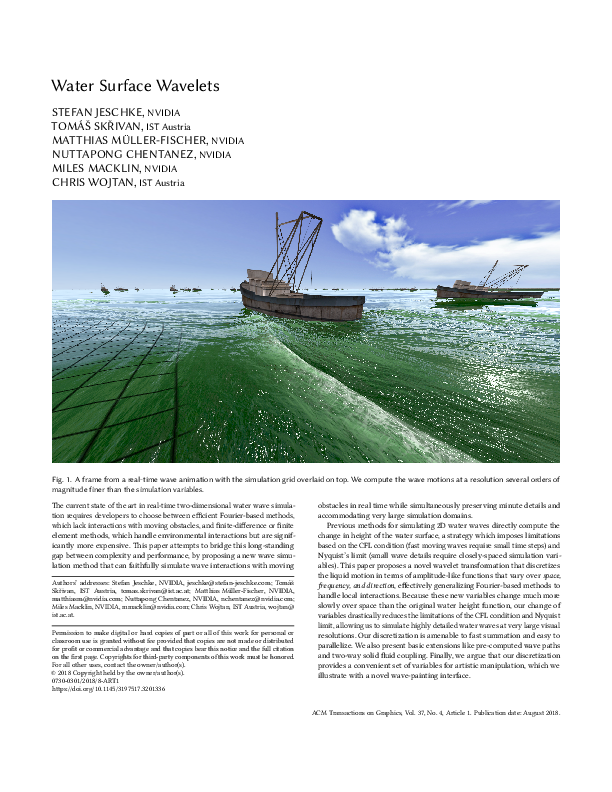 Water Surface Wavelets
STEFAN JESCHKE, NVIDIA
TOMÁŠ SKŘIVAN, IST Austria
MATTHIAS MÜLLER-FISCHER, NVIDIA
NUTTAPONG CHENTANEZ, NVIDIA
MILES MACKLIN, NVIDIA
CHRIS WOJTAN, IST Austria
Fig. 1. A frame from a real-time wave animation with the simulation grid overlaid on top. We compute the wave motions at a resolution several orders of
magnitude finer than the simulation variables.
The current state of the art in real-time two-dimensional water wave simula-
tion requires developers to choose between efficient Fourier-based methods,
which lack interactions with moving obstacles, and finite-difference or finite
element methods, which handle environmental interactions but are signif-
icantly more expensive. This paper attempts to bridge this long-standing
gap between complexity and performance, by proposing a new wave simu-
lation method that can faithfully simulate wave interactions with moving
Authors' addresses: Stefan Jeschke, NVIDIA, jeschke@stefan-jeschke.com; Tomáš
Skřivan, IST Austria, tomas.skrivan@ist.ac.at; Matthias Müller-Fischer, NVIDIA,
matthiasm@nvidia.com; Nuttapong Chentanez, NVIDIA, nchentanez@nvidia.com;
Miles Macklin, NVIDIA, mmacklin@nvidia.com; Chris Wojtan, IST Austria, wojtan@
ist.ac.at.
Permission to make digital or hard copies of part or all of this work for personal or
classroom use is granted without fee provided that copies are not made or distributed
for profit or commercial advantage and that copies bear this notice and the full citation
on the first page. Copyrights for third-party components of this work must be honored.
For all other uses, contact the owner/author(s).
© 2018 Copyright held by the owner/author(s).
0730-0301/2018/8-ART1
https://doi.org/10.1145/3197517.3201336
obstacles in real time while simultaneously preserving minute details and
accommodating very large simulation domains.
Previous methods for simulating 2D water waves directly compute the
change in height of the water surface, a strategy which imposes limitations
based on the CFL condition (fast moving waves require small time steps) and
Nyquist's limit (small wave details require closely-spaced simulation vari-
ables). This paper proposes a novel wavelet transformation that discretizes
the liquid motion in terms of amplitude-like functions that vary over space,
frequency, and direction, effectively generalizing Fourier-based methods to
handle local interactions. Because these new variables change much more
slowly over space than the original water height function, our change of
variables drastically reduces the limitations of the CFL condition and Nyquist
limit, allowing us to simulate highly detailed water waves at very large visual
resolutions. Our discretization is amenable to fast summation and easy to
parallelize. We also present basic extensions like pre-computed wave paths
and two-way solid fluid coupling. Finally, we argue that our discretization
provides a convenient set of variables for artistic manipulation, which we
illustrate with a novel wave-painting interface.
ACM Transactions on Graphics, Vol. 37, No. 4, Article 1. Publication date: August 2018.